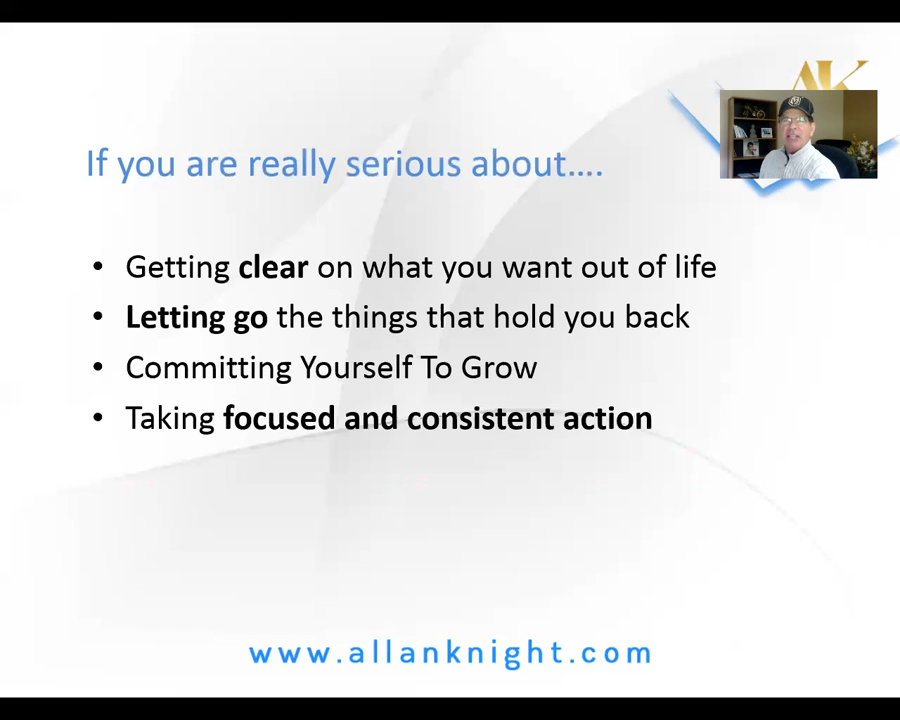 AK
If you are really serious about....
• Getting clear on what you want out of life
• Letting go the things that hold you back
• Committing Yourself To Grow
• Taking focused and consistent action
www.allanknight.com